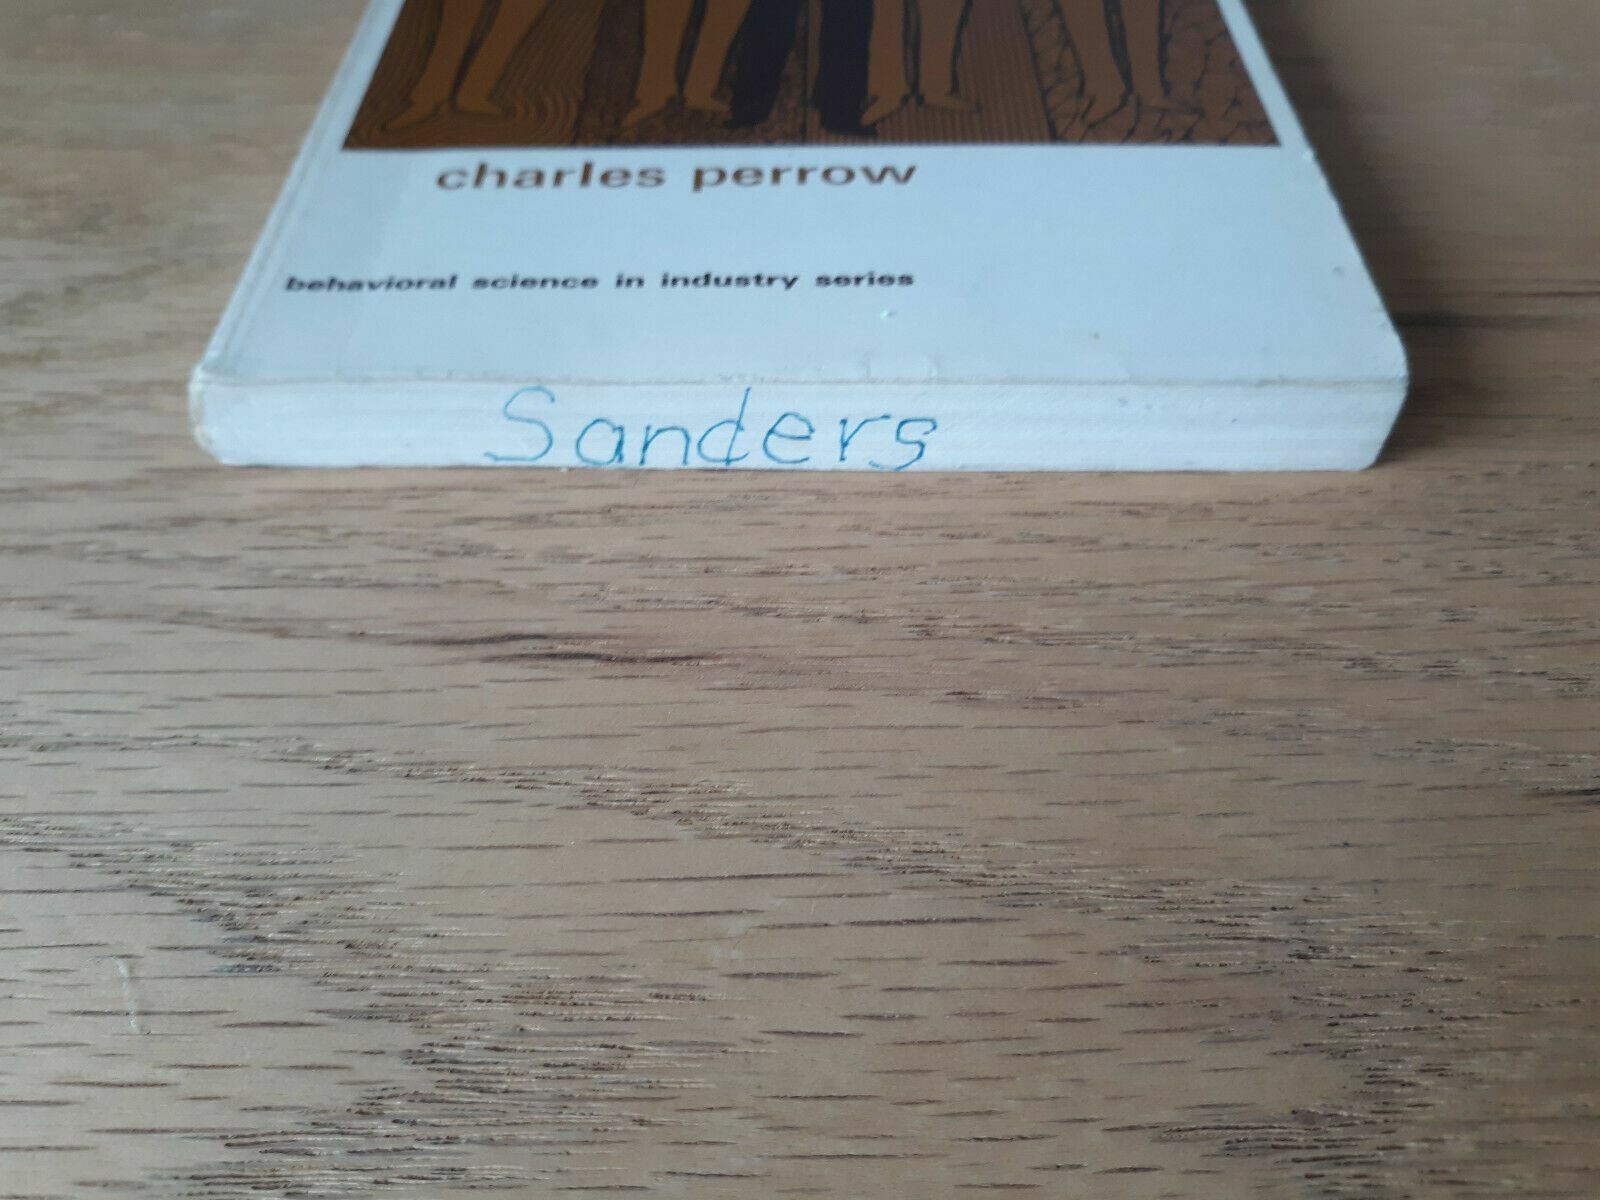 charles perrow
behavioral science in industry series
Sanders